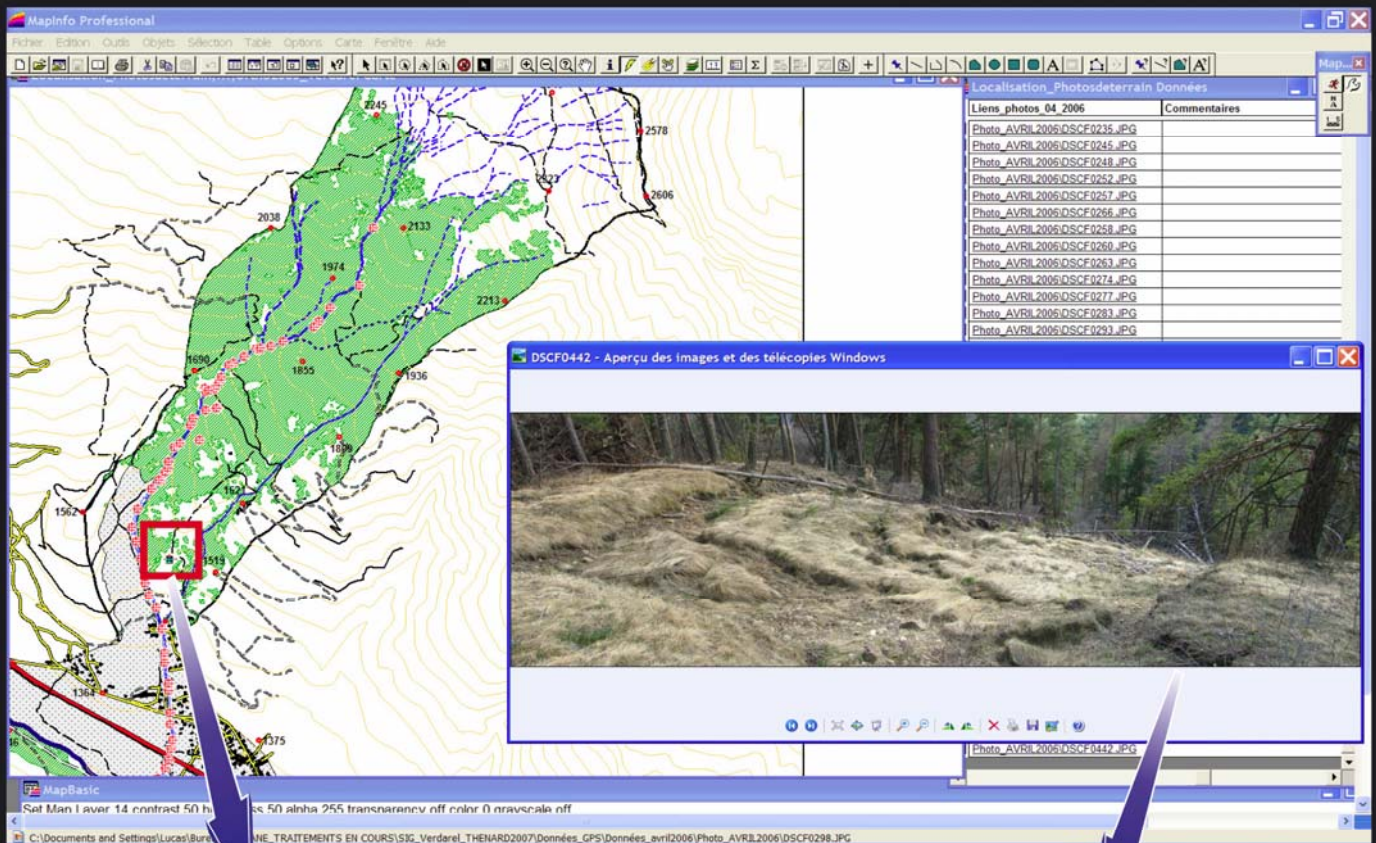 MapInfo Professional
Fichier Edition Outils Objets Sélection Table Options Carte Fenêtre Aide
Map...
Localisation_Photosdeterrain Données
Liens_photos_04_2006 Commentaires
Photo_AVRIL2006\DSCF0235.JPG
Photo_AVRIL2006\DSCF0245.JPG
Photo_AVRIL2006\DSCF0248.JPG
Photo_AVRIL2006\DSCF0252.JPG
Photo_AVRIL2006\DSCF0257.JPG
Photo_AVRIL2006\DSCF0266.JPG
Photo_AVRIL2006\DSCF0258.JPG
Photo_AVRIL2006\DSCF0260.JPG
Photo_AVRIL2006\DSCF0263.JPG
Photo_AVRIL2006\DSCF0274.JPG
Photo_AVRIL2006\DSCF0277.JPG
Photo_AVRIL2006\DSCF0283.JPG
Photo_AVRIL2006\DSCF0293.JPG
2245
2578
2606
2038
2133
1974
2213
1690
1855
1936
1621
1562
1519
1364
1375
DSCF0442 - Aperçu des images et des télécopies Windows
Photo_AVRIL2006\DSCF0442.JPG
MapBasic
Set Map Layer 14 contrast 50 50 alpha 255 transparency off color 0 grayscale off
C:\Documents and Settings\Lucas\ TRAITEMENTS EN COURS\SIG_Verdarel_THENARD2007\Données_GPS\Données_avril2006\Photo_AVRIL2006\DSCF0298.JPG